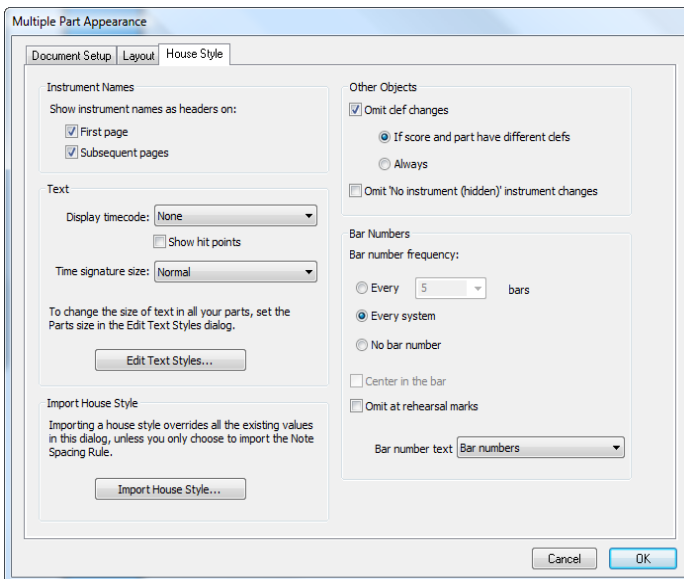 Multiple Part Appearance
Document Setup
Layout
House Style
Instrument Names
Show instrument names as headers on:
First page
Subsequent pages
Text
Display timecode: None
Show hit points
Time signature size: Normal
To change the size of text in all your parts, set the
Parts size in the Edit Text Styles dialog.
Edit Text Styles...
Import House Style
Importing a house style overrides all the existing values
in this dialog, unless you only choose to import the Note
Spacing Rule.
Import House Style...
Other Objects
Omit clef changes
If score and part have different clefs
Always
Omit 'No instrument (hidden)' instrument changes
Bar Numbers
Bar number frequency:
Every 5 bars
Every system
No bar number
Center in the bar
Omit at rehearsal marks
Bar number text Bar numbers
Cancel
OK